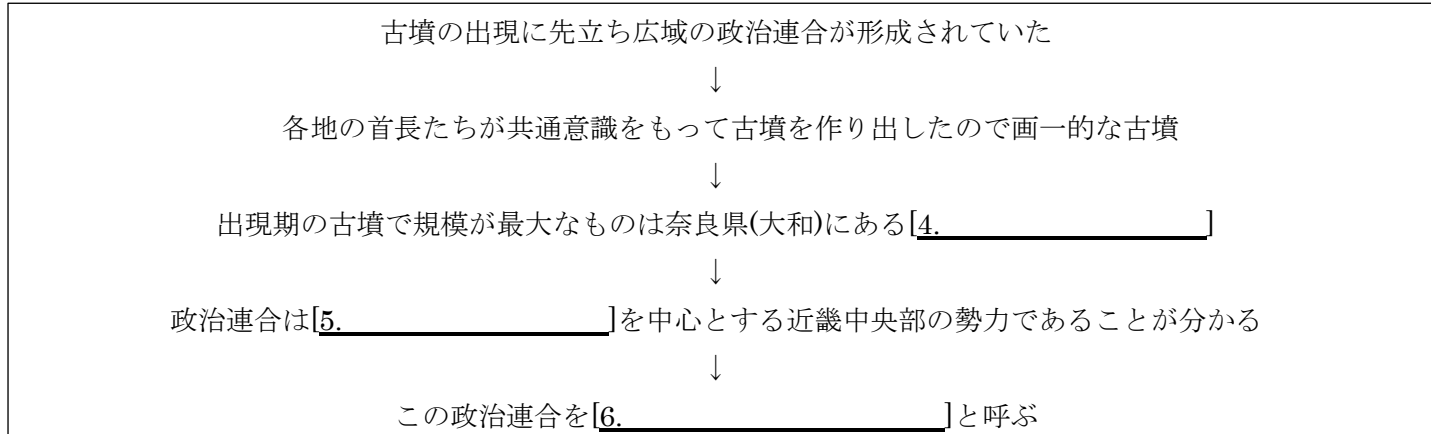 古墳の出現に先立ち広域の政治連合が形成されていた
↓
各地の首長たちが共通意識をもって古墳を作り出したので画一的な古墳
↓
出現期の古墳で規模が最大なものは奈良県(大和)にある[4.                    ]
↓
政治連合は[5.                    ]を中心とする近畿中央部の勢力であることが分かる
↓
この政治連合を[6.                        ]と呼ぶ